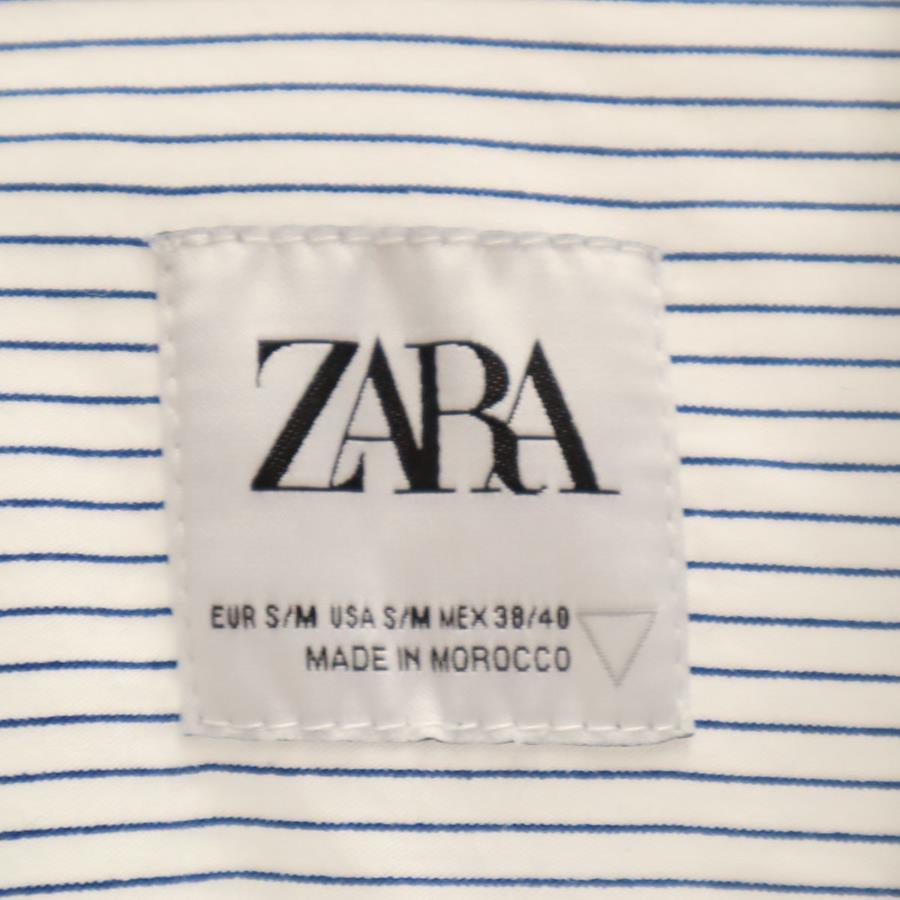 ZARA
EUR S/M USA S/M MEX 38/40
MADE IN MOROCCO